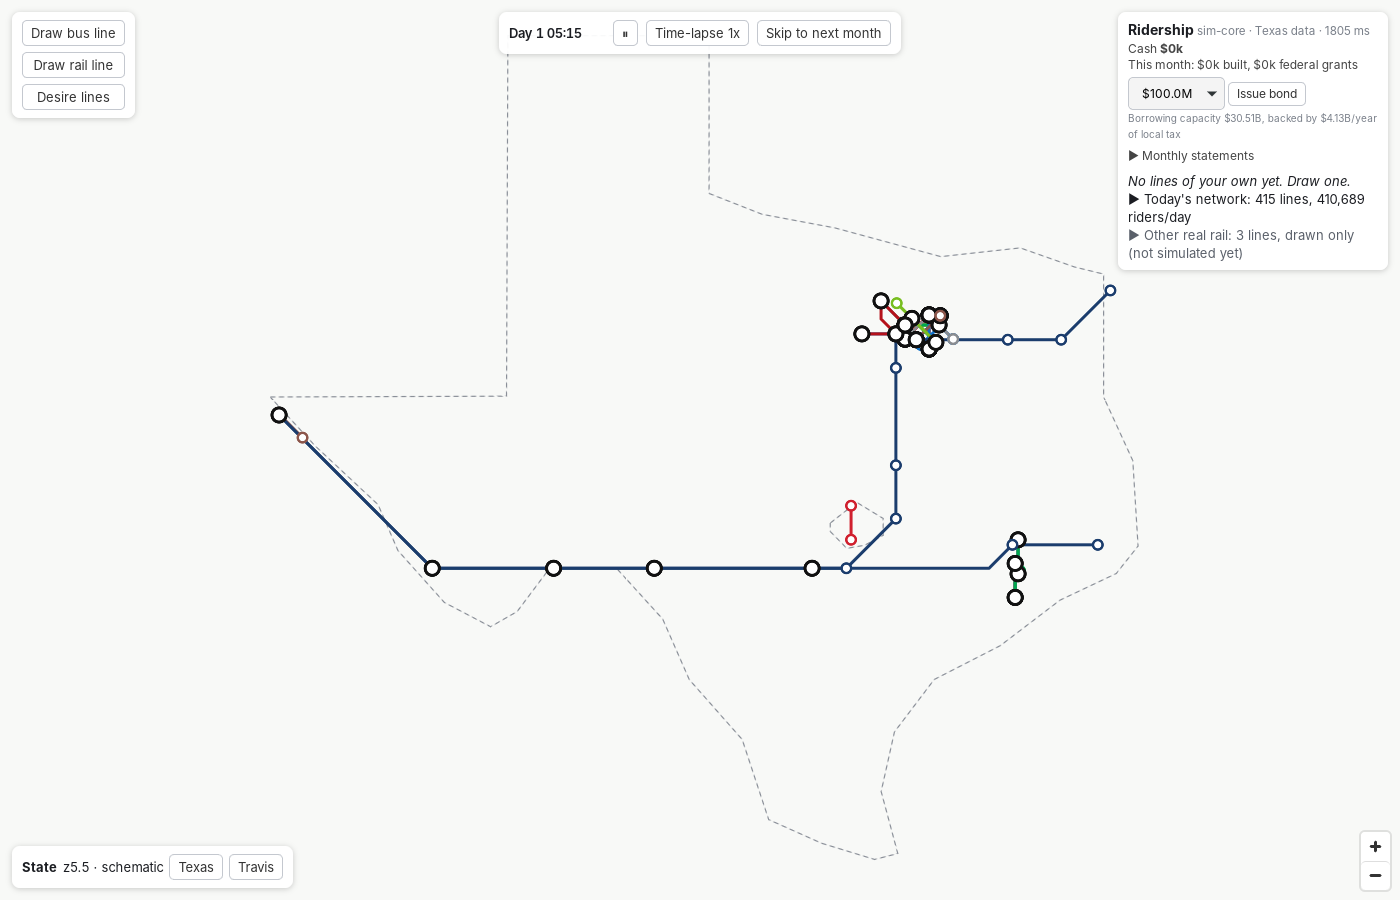 Draw bus line
Draw rail line
Desire lines
Day 1 05:15
Time-lapse 1x
Skip to next month
Ridership sim-core · Texas data · 1805 ms
Cash $0k
This month: $0k built, $0k federal grants
$100.0M
Issue bond
Borrowing capacity $30.51B, backed by $4.13B/year
of local tax
Monthly statements
No lines of your own yet. Draw one.
Today's network: 415 lines, 410,689
riders/day
Other real rail: 3 lines, drawn only
(not simulated yet)
State z5.5 · schematic
Texas
Travis
+
−